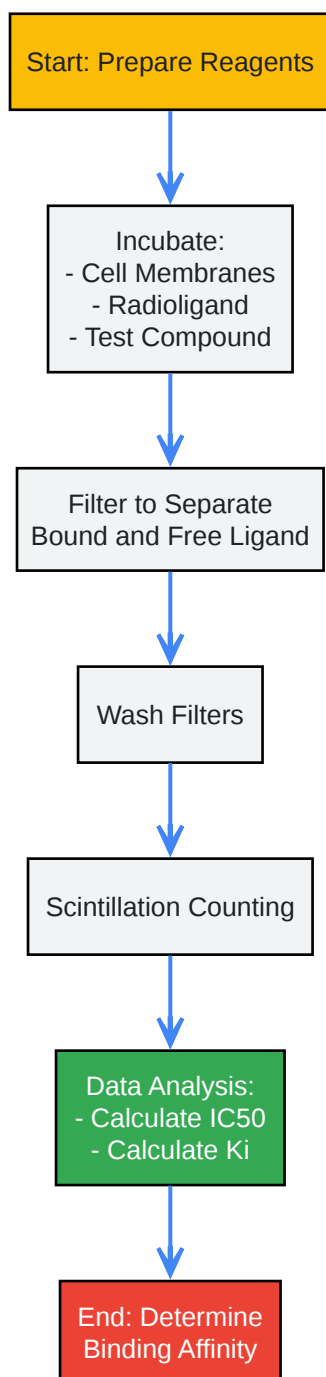 Start: Prepare Reagents
Incubate:
- Cell Membranes
- Radioligand
- Test Compound
Filter to Separate
Bound and Free Ligand
Wash Filters
Scintillation Counting
Data Analysis:
- Calculate IC50
- Calculate Ki
End: Determine
Binding Affinity